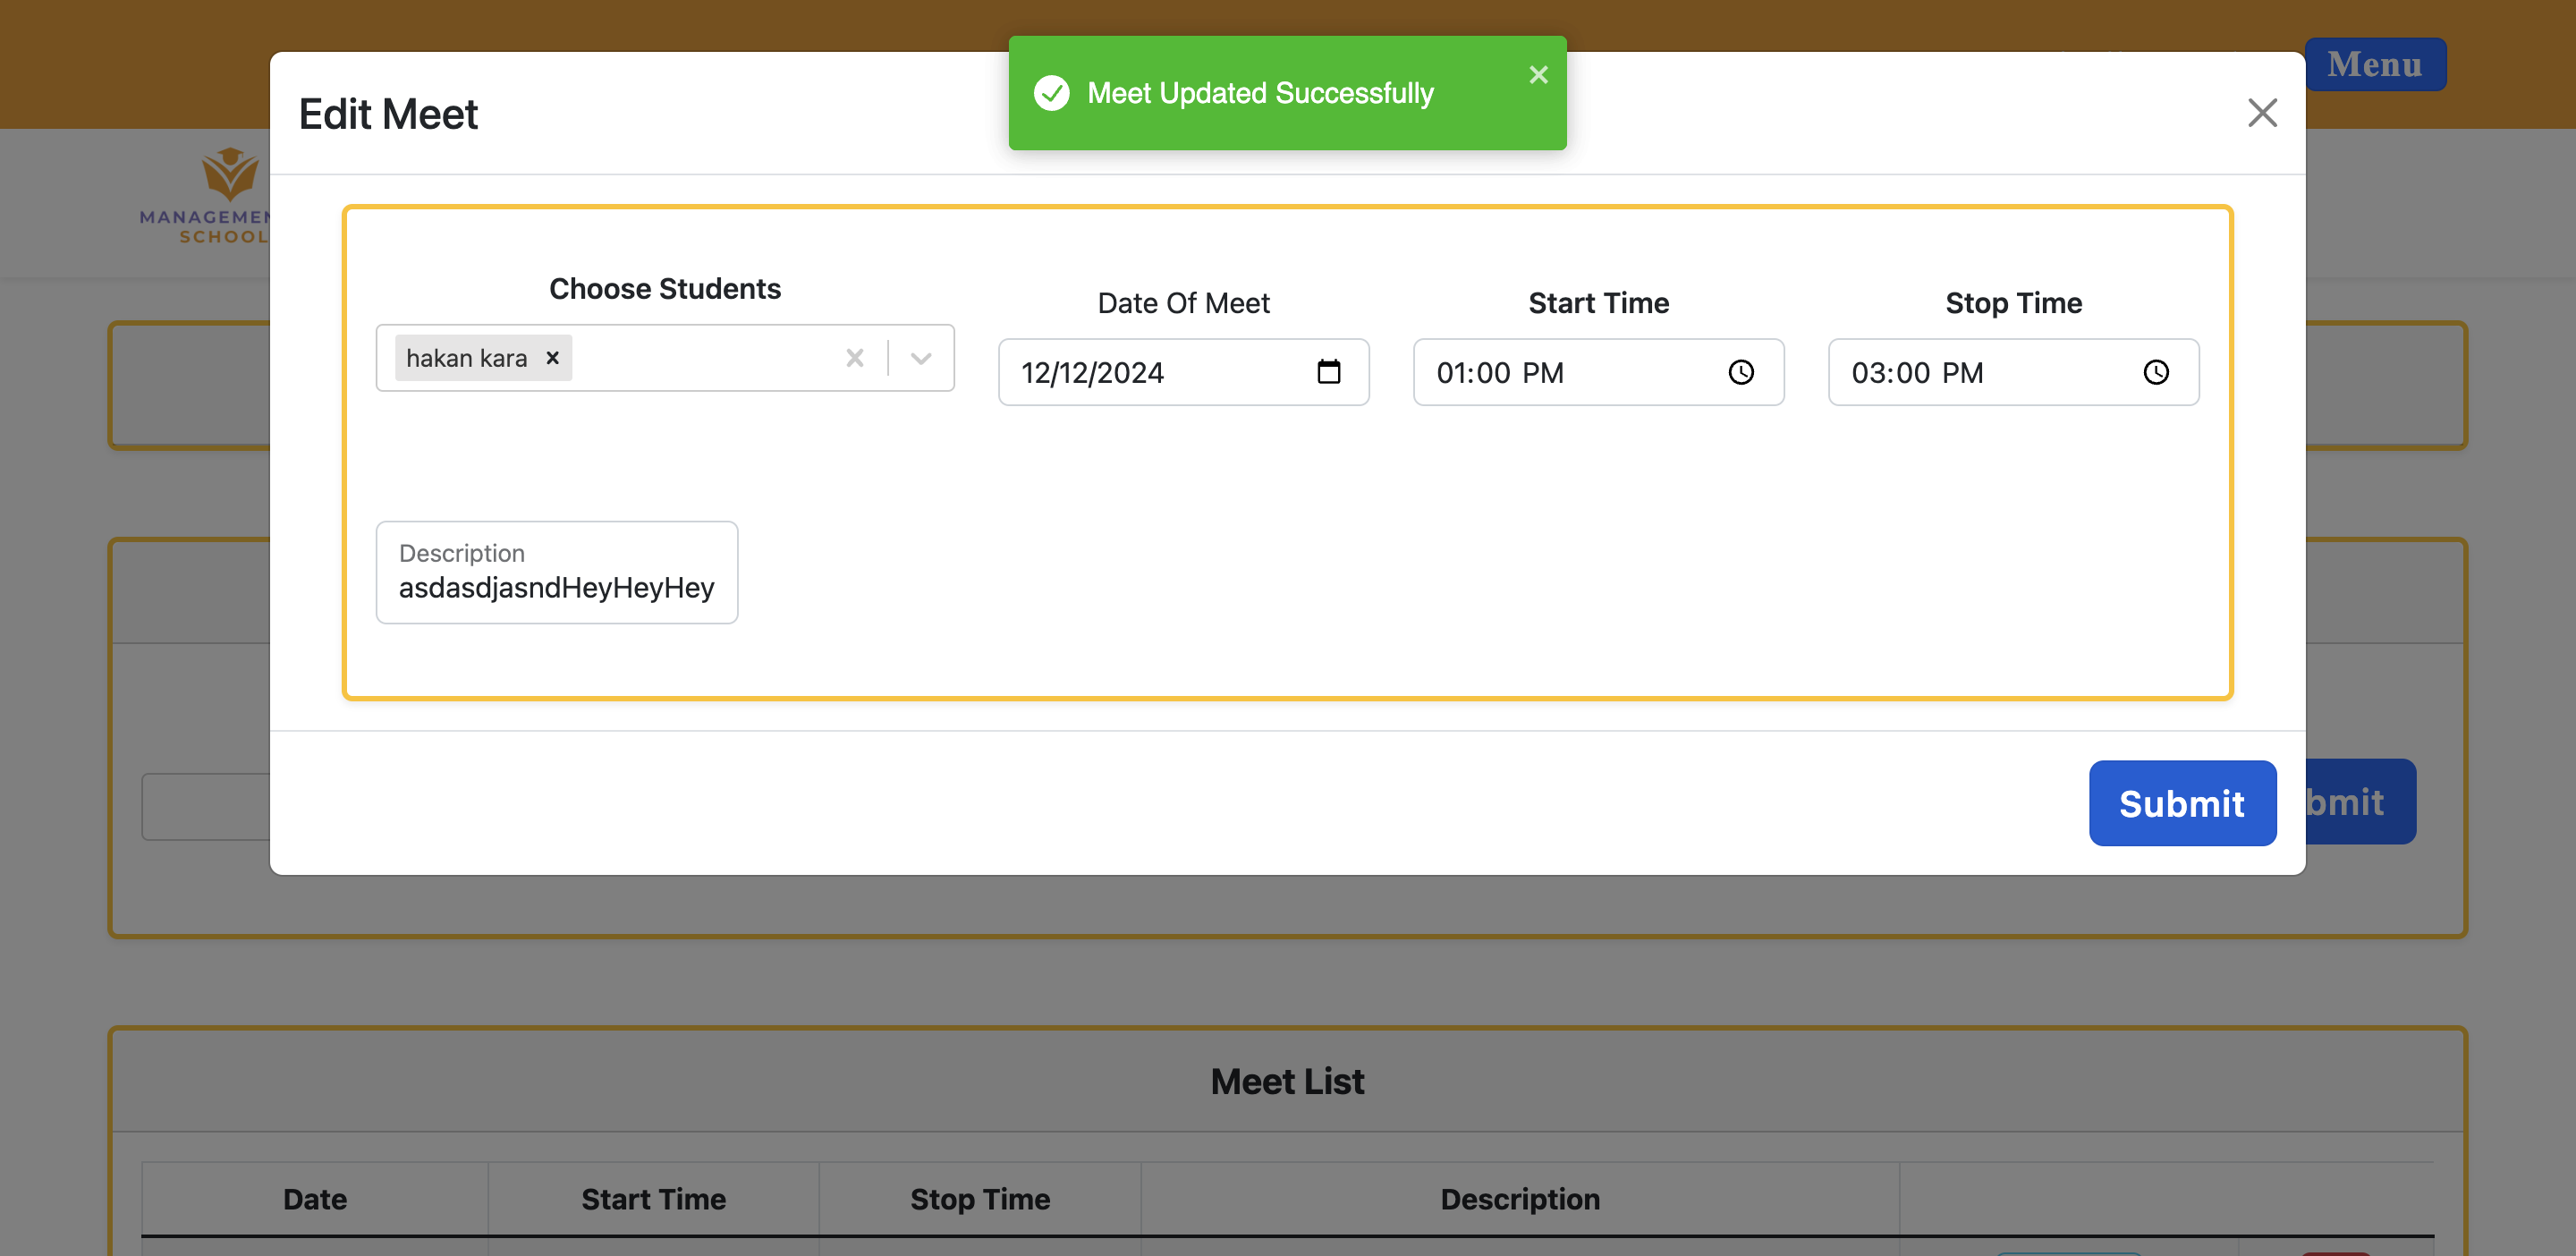 Meet Updated Successfully
Menu
Edit Meet
MANAGEMEN
SCHOOL
Choose Students
Date Of Meet
Start Time
Stop Time
hakan kara
12/12/2024
01:00 PM
03:00 PM
Description
asdasdjasndHeyHeyHey
Submit
bmit
Meet List
Date
Start Time
Stop Time
Description